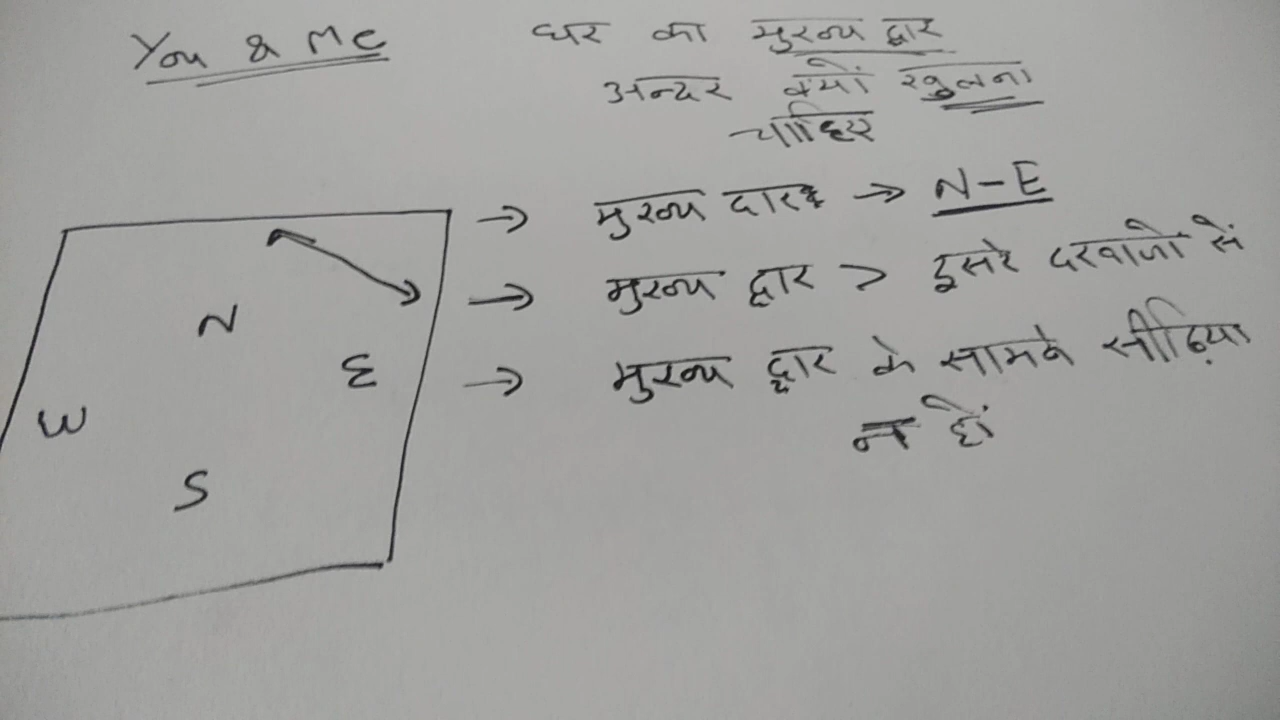 You & Me
घर का मुख्य द्वार
अन्दर क्यों खुलना
चाहिए
→ मुख्य दार → N-E
→ मुख्य द्वार > दुसरे दरवाजो से
→ मुख्य द्वार के सामने सीढ़िया
न हों
N
E
W
S